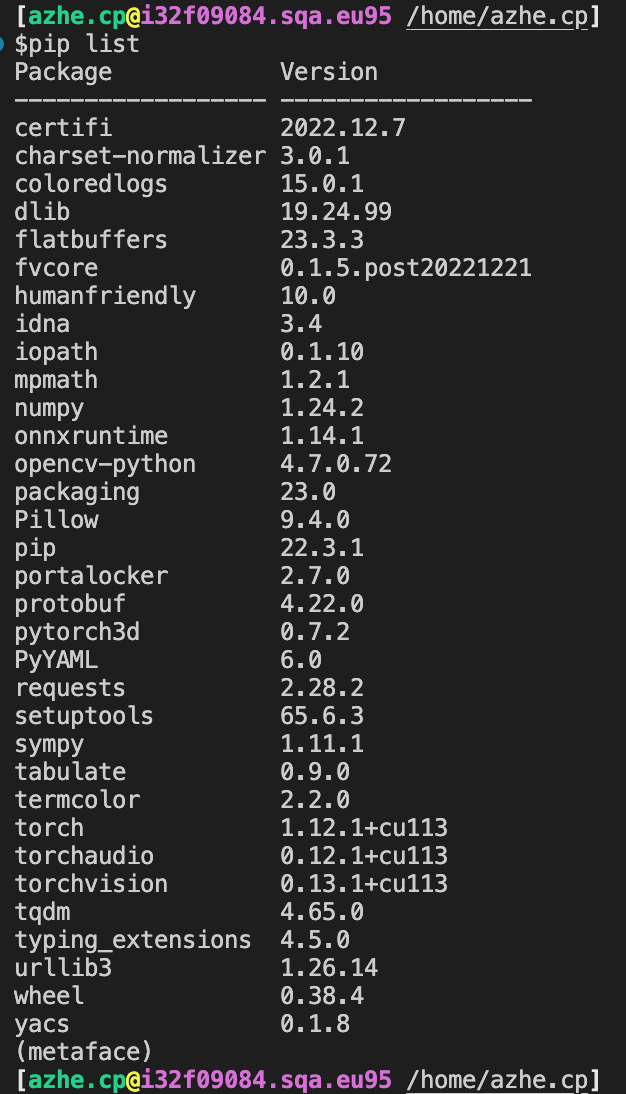 [azhe.cp@i32f09084.sqa.eu95 /home/azhe.cp]
$pip list
Package            Version
------------------ ------------------
certifi            2022.12.7
charset-normalizer 3.0.1
coloredlogs        15.0.1
dlib               19.24.99
flatbuffers        23.3.3
fvcore             0.1.5.post20221221
humanfriendly      10.0
idna               3.4
iopath             0.1.10
mpmath             1.2.1
numpy              1.24.2
onnxruntime        1.14.1
opencv-python      4.7.0.72
packaging          23.0
Pillow             9.4.0
pip                22.3.1
portalocker        2.7.0
protobuf           4.22.0
pytorch3d          0.7.2
PyYAML             6.0
requests           2.28.2
setuptools         65.6.3
sympy              1.11.1
tabulate           0.9.0
termcolor          2.2.0
torch              1.12.1+cu113
torchaudio         0.12.1+cu113
torchvision        0.13.1+cu113
tqdm               4.65.0
typing_extensions  4.5.0
urllib3            1.26.14
wheel              0.38.4
yacs               0.1.8
(metaface)
[azhe.cp@i32f09084.sqa.eu95 /home/azhe.cp]